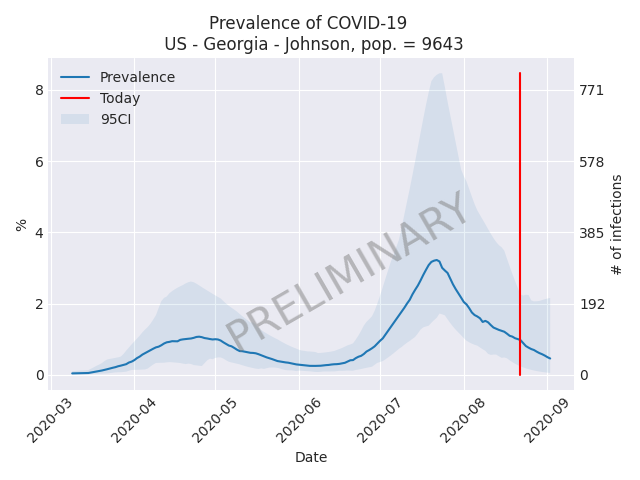 Prevalence of COVID-19
US - Georgia - Johnson, pop. = 9643
Prevalence
Today
95CI
8
6
4
2
0
%
771
578
385
192
0
# of infections
PRELIMINARY
2020-03
2020-04
2020-05
2020-06
2020-07
2020-08
2020-09
Date